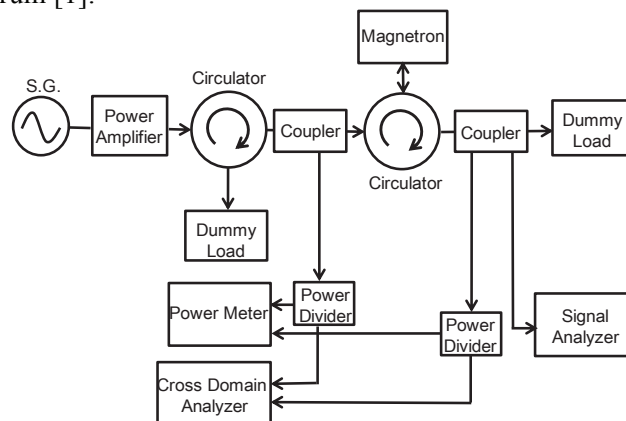 Magnetron
S.G.
Circulator
Power
Amplifier
Coupler
Coupler
Dummy
Load
Circulator
Dummy
Load
Power Meter
Power
Divider
Power
Divider
Signal
Analyzer
Cross Domain
Analyzer